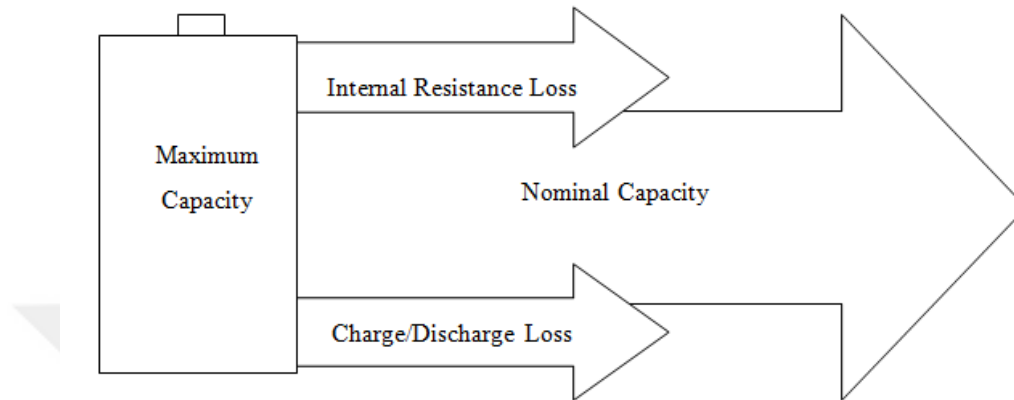 Internal Resistance Loss
Maximum
Capacity
Nominal Capacity
Charge/Discharge Loss